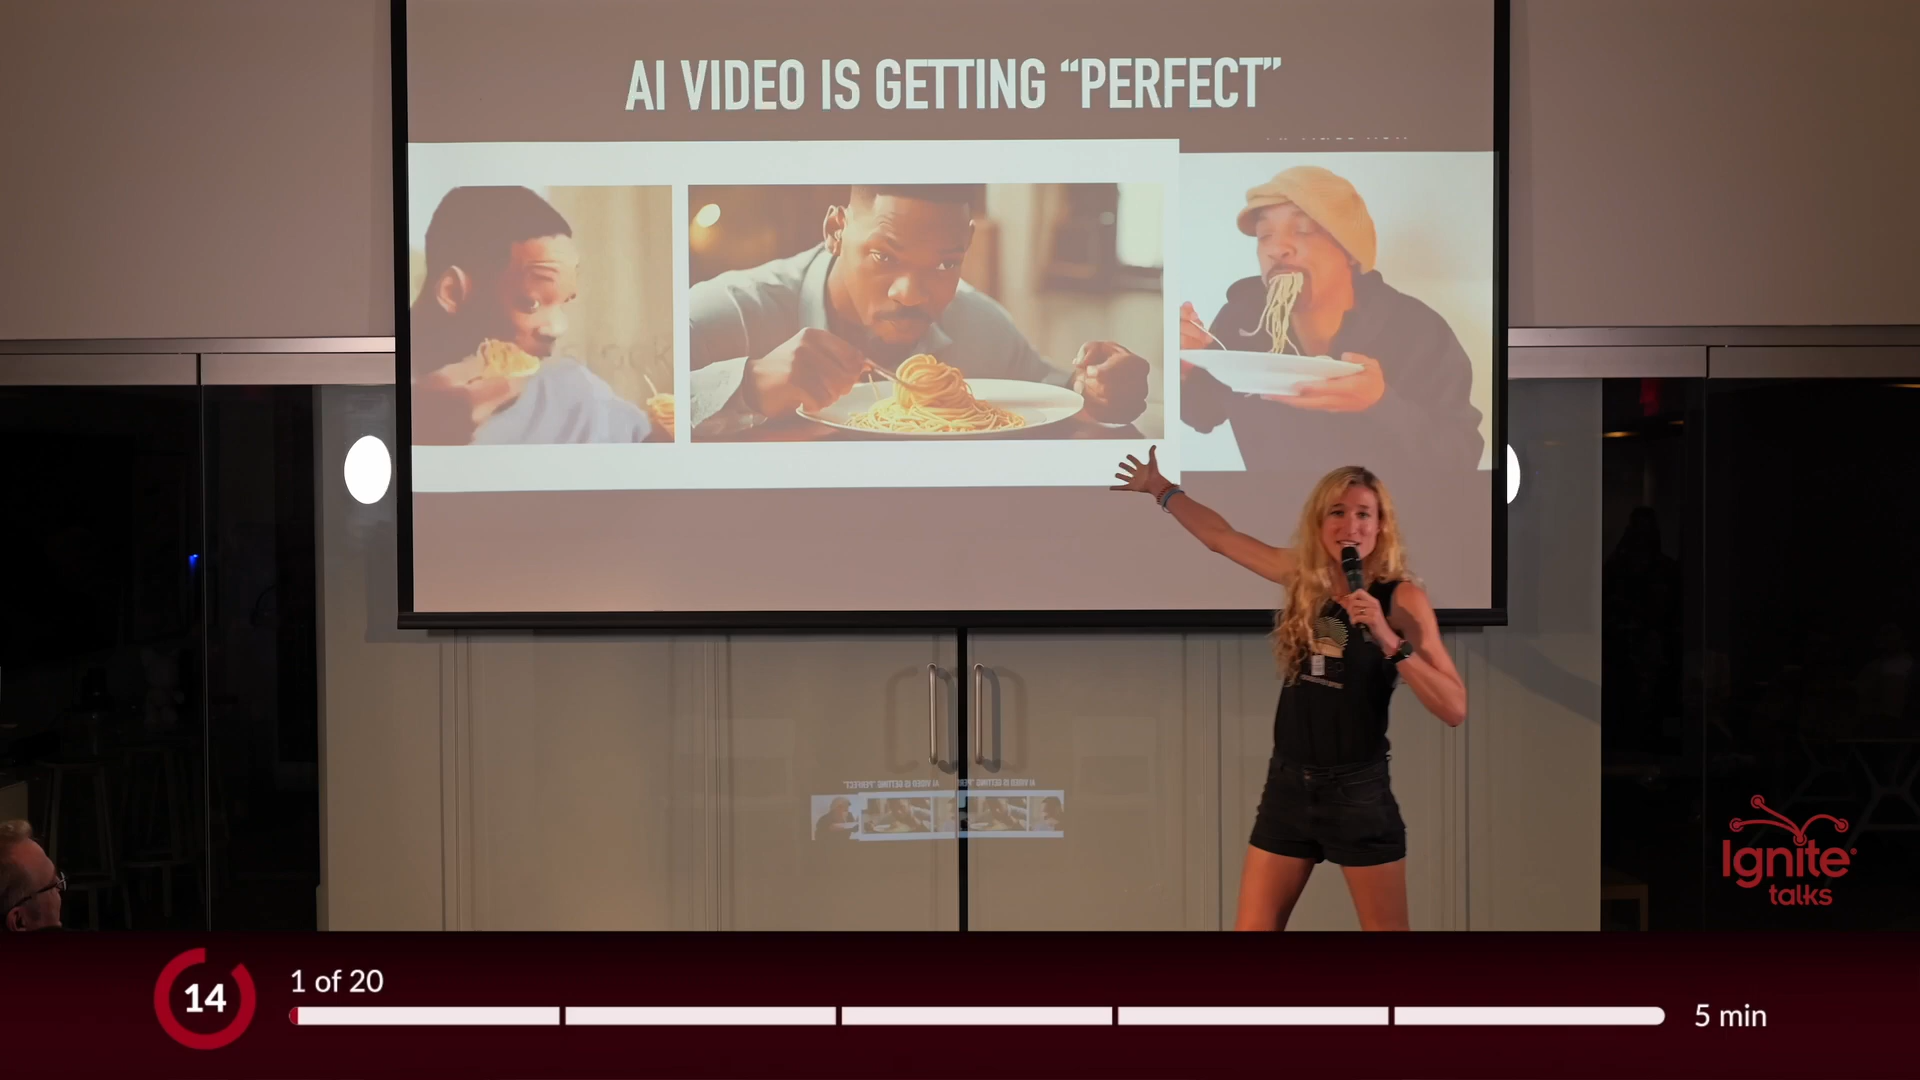 AI VIDEO IS GETTING “PERFECT”
Ignite
talks
14
1 of 20
5 min